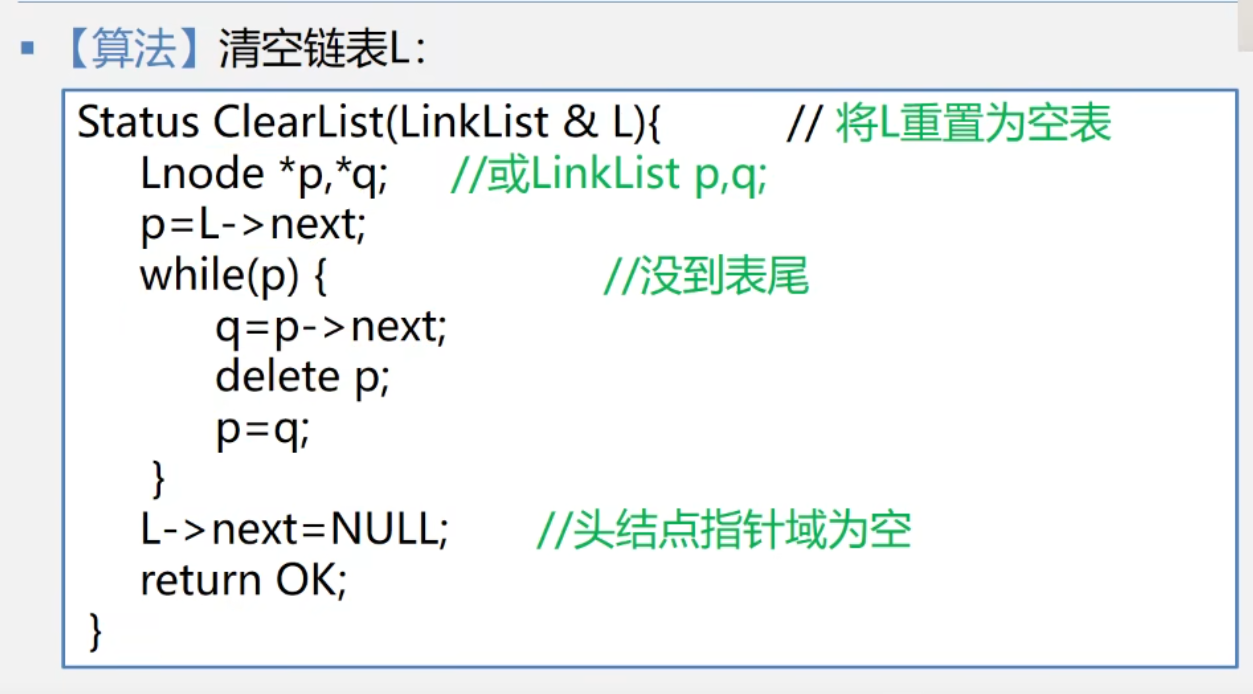 ▪ 【算法】清空链表L:
Status ClearList(LinkList & L){ // 将L重置为空表
Lnode *p,*q; //或LinkList p,q;
p=L->next;
while(p) { //没到表尾
q=p->next;
delete p;
p=q;
}
L->next=NULL; //头结点指针域为空
return OK;
}